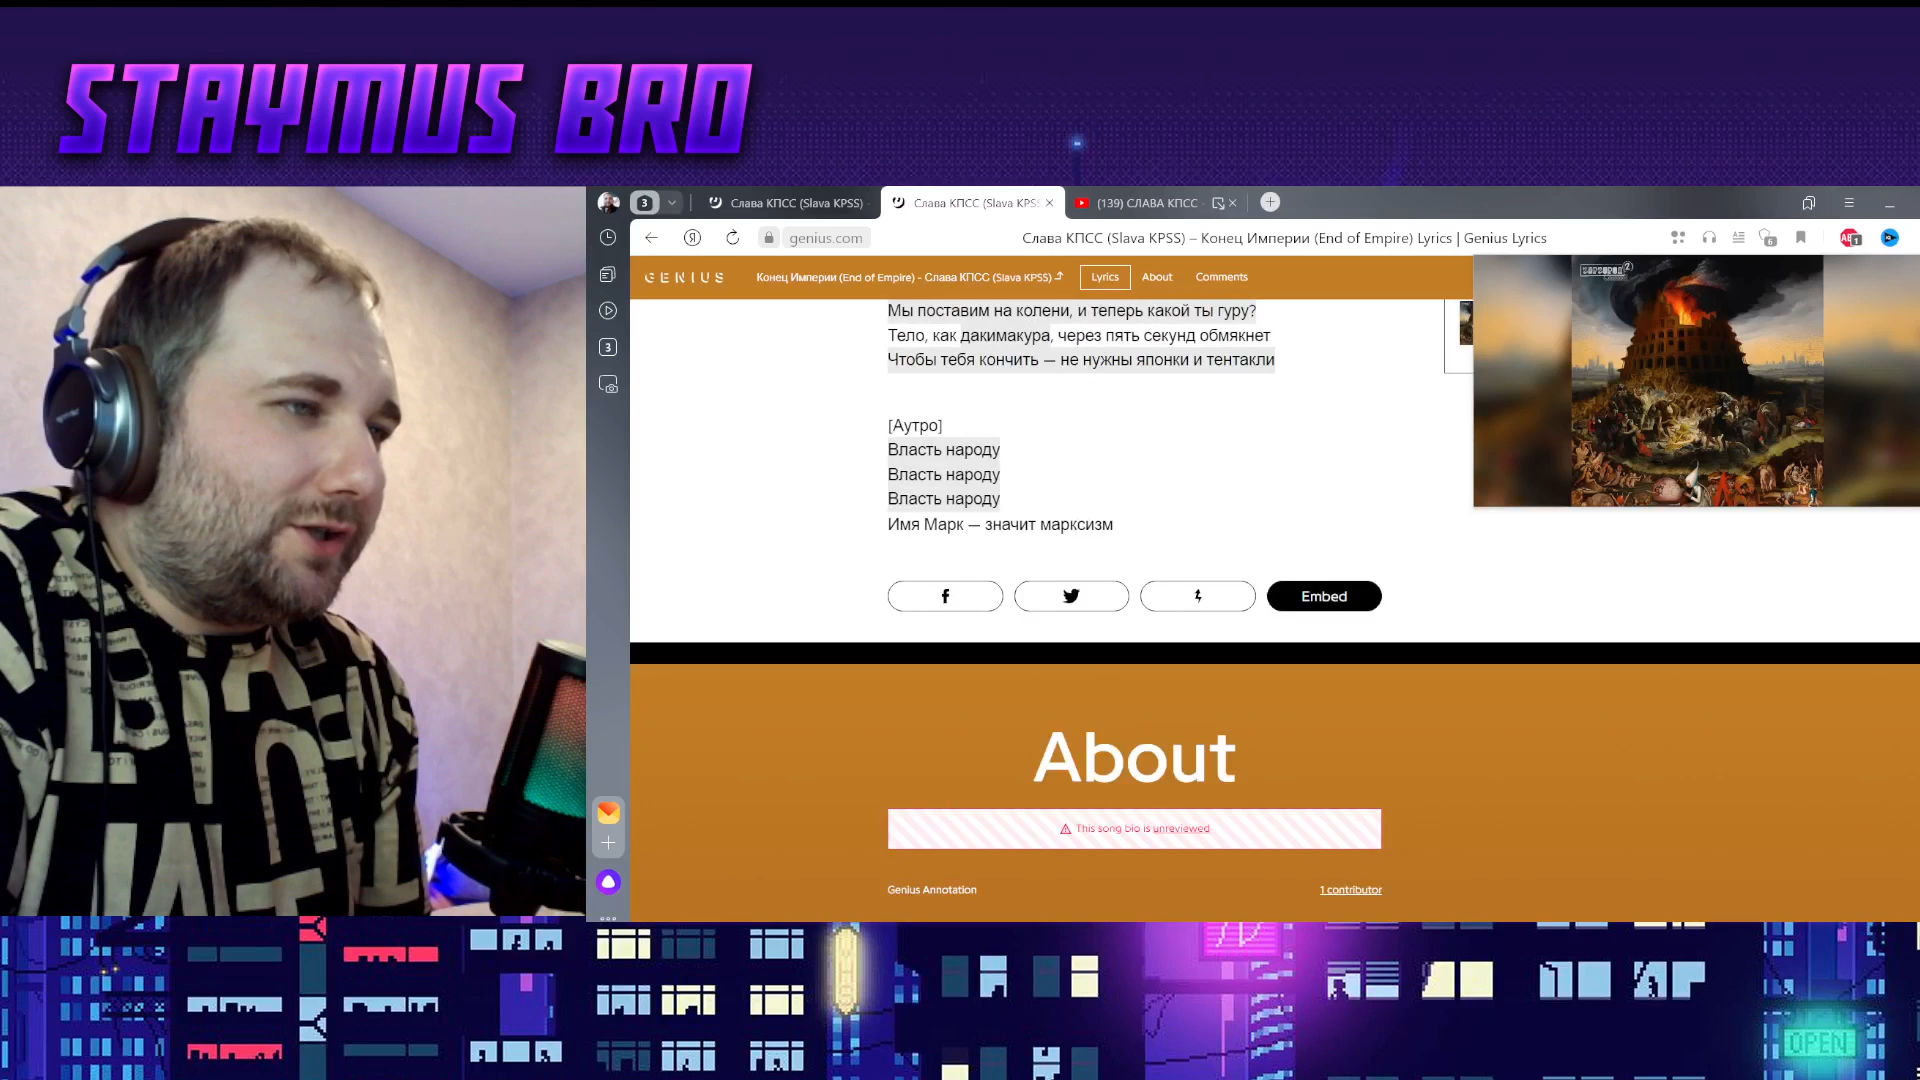 STAYMUS BRO
3
Слава КПСС (Slava KPSS)
Слава КПСС (Slava KPS
(139) СЛАВА КПСС
genius.com
Слава КПСС (Slava KPSS) – Конец Империи (End of Empire) Lyrics | Genius Lyrics
6
1
GENIUS
Конец Империи (End of Empire) - Слава КПСС (Slava KPSS)
Lyrics
About
Comments
Мы поставим на колени, и теперь какой ты гуру?
Тело, как дакимакура, через пять секунд обмякнет
Чтобы тебя кончить — не нужны японки и тентакли
3
[Аутро]
Власть народу
Власть народу
Власть народу
Имя Марк — значит марксизм
Embed
About
This song bio is unreviewed
Genius Annotation
1 contributor
OPEN